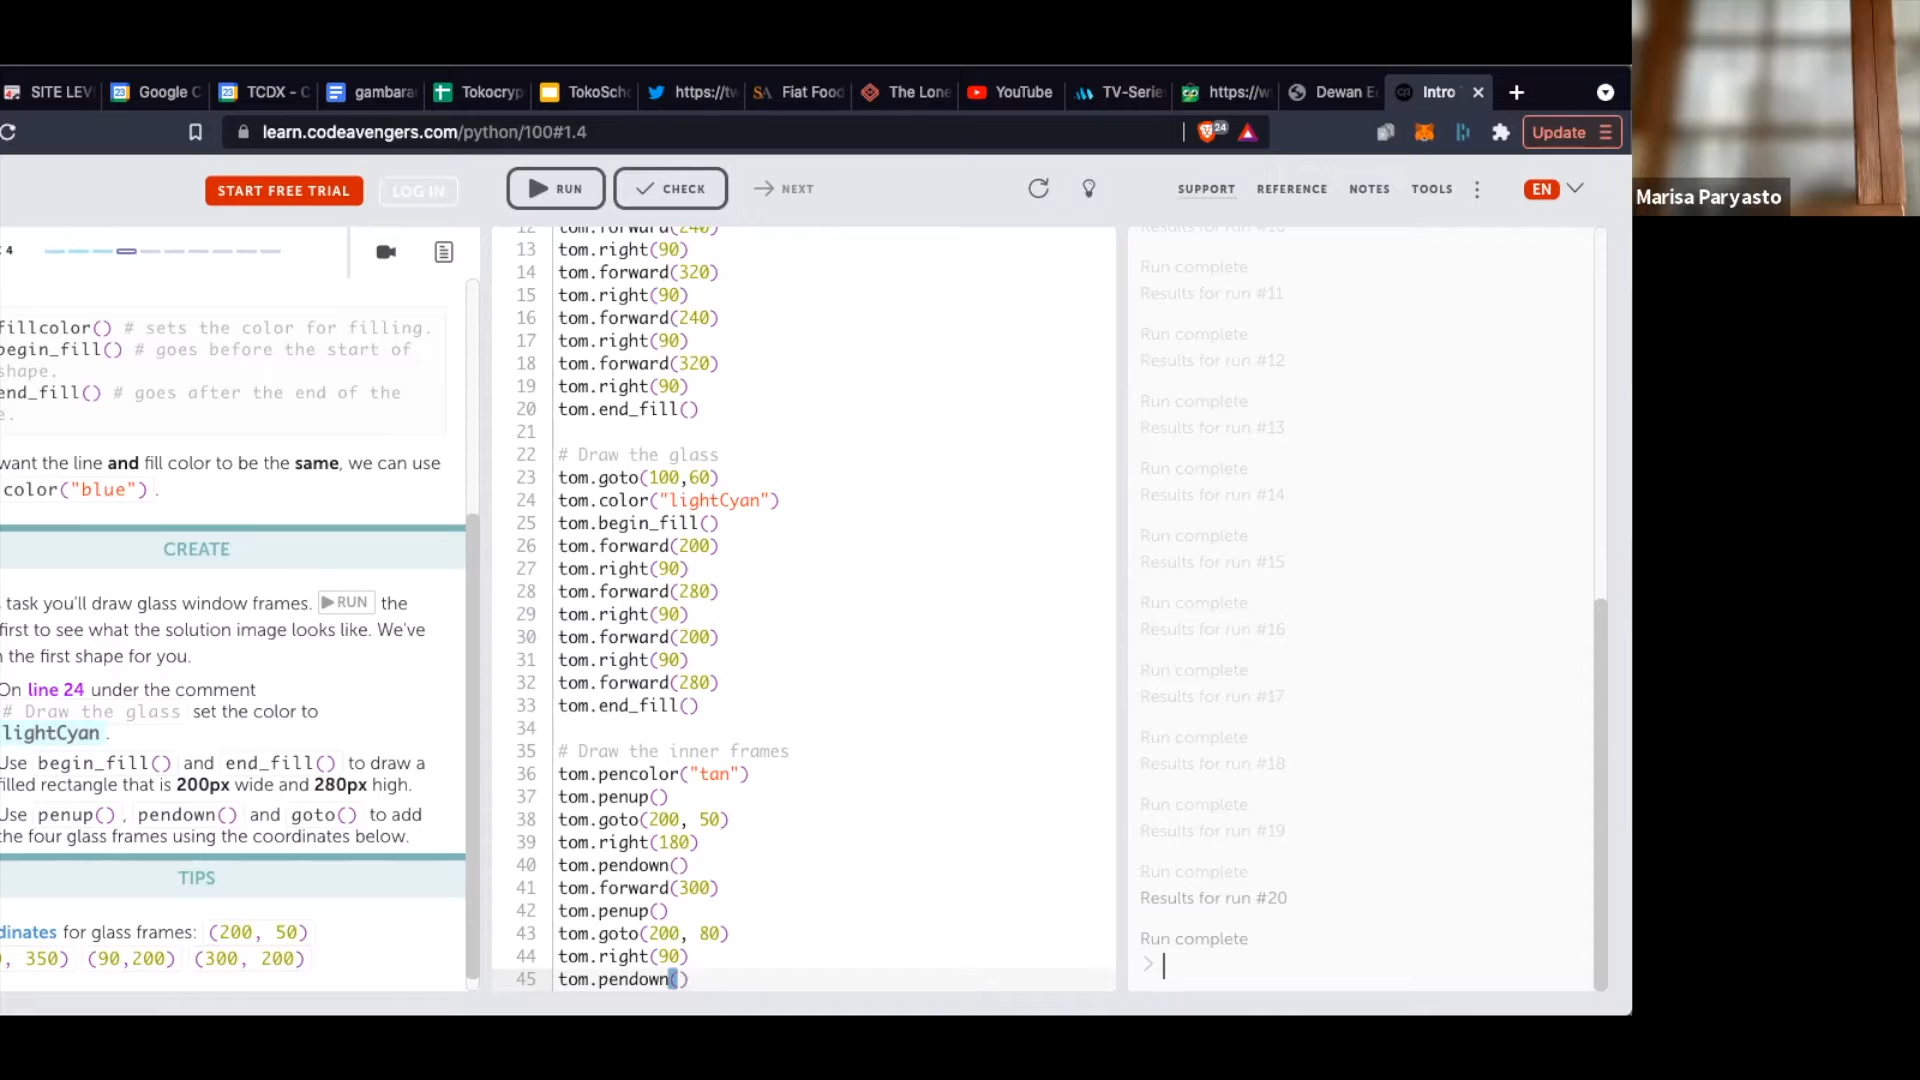 SITE LEV
Google C
TCDX - C
gambara
Tokocryp
TokoSch
https://tw
Fiat Food
The Lone
YouTube
TV-Serie
https://w
Dewan E
Intro
learn.codeavengers.com/python/100#1.4
24
Update
START FREE TRIAL
LOG IN
RUN
CHECK
NEXT
SUPPORT
REFERENCE
NOTES
TOOLS
EN
Marisa Paryasto
4
fillcolor() # sets the color for filling.
begin_fill() # goes before the start of
shape.
end_fill() # goes after the end of the
e.
want the line and fill color to be the same, we can use
color("blue") .
CREATE
task you'll draw glass window frames. RUN the
first to see what the solution image looks like. We've
the first shape for you.
On line 24 under the comment
# Draw the glass set the color to
lightCyan .
Use begin_fill() and end_fill() to draw a
filled rectangle that is 200px wide and 280px high.
Use penup() , pendown() and goto() to add
the four glass frames using the coordinates below.
TIPS
dinates for glass frames: (200, 50)
, 350) (90,200) (300, 200)
12 tom.forward(240)
13 tom.right(90)
14 tom.forward(320)
15 tom.right(90)
16 tom.forward(240)
17 tom.right(90)
18 tom.forward(320)
19 tom.right(90)
20 tom.end_fill()
21
22 # Draw the glass
23 tom.goto(100,60)
24 tom.color("lightCyan")
25 tom.begin_fill()
26 tom.forward(200)
27 tom.right(90)
28 tom.forward(280)
29 tom.right(90)
30 tom.forward(200)
31 tom.right(90)
32 tom.forward(280)
33 tom.end_fill()
34
35 # Draw the inner frames
36 tom.pencolor("tan")
37 tom.penup()
38 tom.goto(200, 50)
39 tom.right(180)
40 tom.pendown()
41 tom.forward(300)
42 tom.penup()
43 tom.goto(200, 80)
44 tom.right(90)
45 tom.pendown()
Results for run #10
Run complete
Results for run #11
Run complete
Results for run #12
Run complete
Results for run #13
Run complete
Results for run #14
Run complete
Results for run #15
Run complete
Results for run #16
Run complete
Results for run #17
Run complete
Results for run #18
Run complete
Results for run #19
Run complete
Results for run #20
Run complete
>